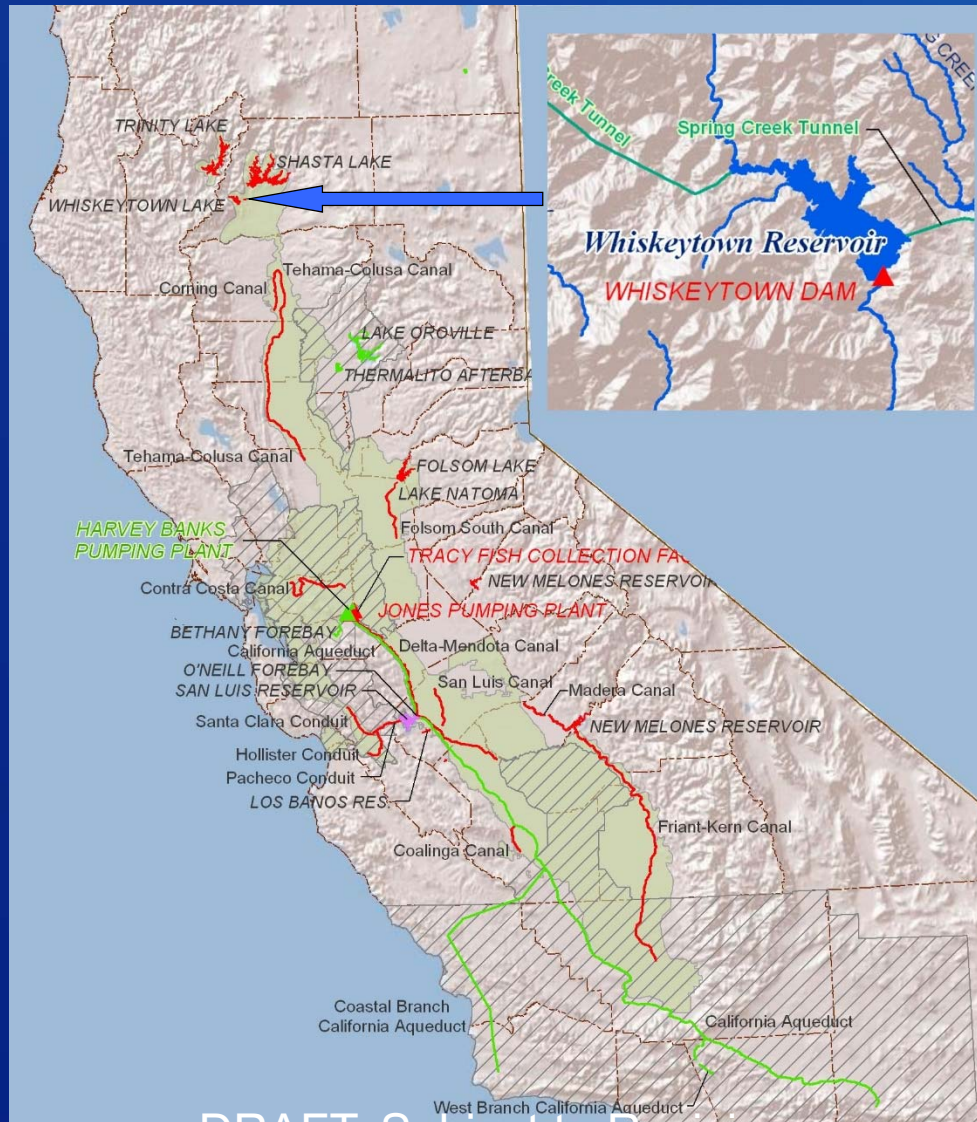 TRINITY LAKE
SHASTA LAKE
WHISKEYTOWN LAKE
Creek Tunnel
Spring Creek Tunnel
Whiskeytown Reservoir
WHISKEYTOWN DAM
Tehama-Colusa Canal
Corning Canal
LAKE OROVILLE
THERMALITO AFTERBA
Tehama-Colusa Canal
FOLSOM LAKE
LAKE NATOMA
Folsom South Canal
HARVEY BANKS
PUMPING PLANT
TRACY FISH COLLECTION FAC
NEW MELONES RESERVOIR
Contra Costa Canal
JONES PUMPING PLANT
BETHANY FOREBAY
California Aqueduct
Delta-Mendota Canal
O'NEILL FOREBAY
San Luis Canal
SAN LUIS RESERVOIR
Madera Canal
Santa Clara Conduit
NEW MELONES RESERVOIR
Hollister Conduit
Pacheco Conduit
LOS BANOS RES.
Friant-Kern Canal
Coalinga Canal
Coastal Branch
California Aqueduct
California Aqueduct
West Branch California Aqueduct